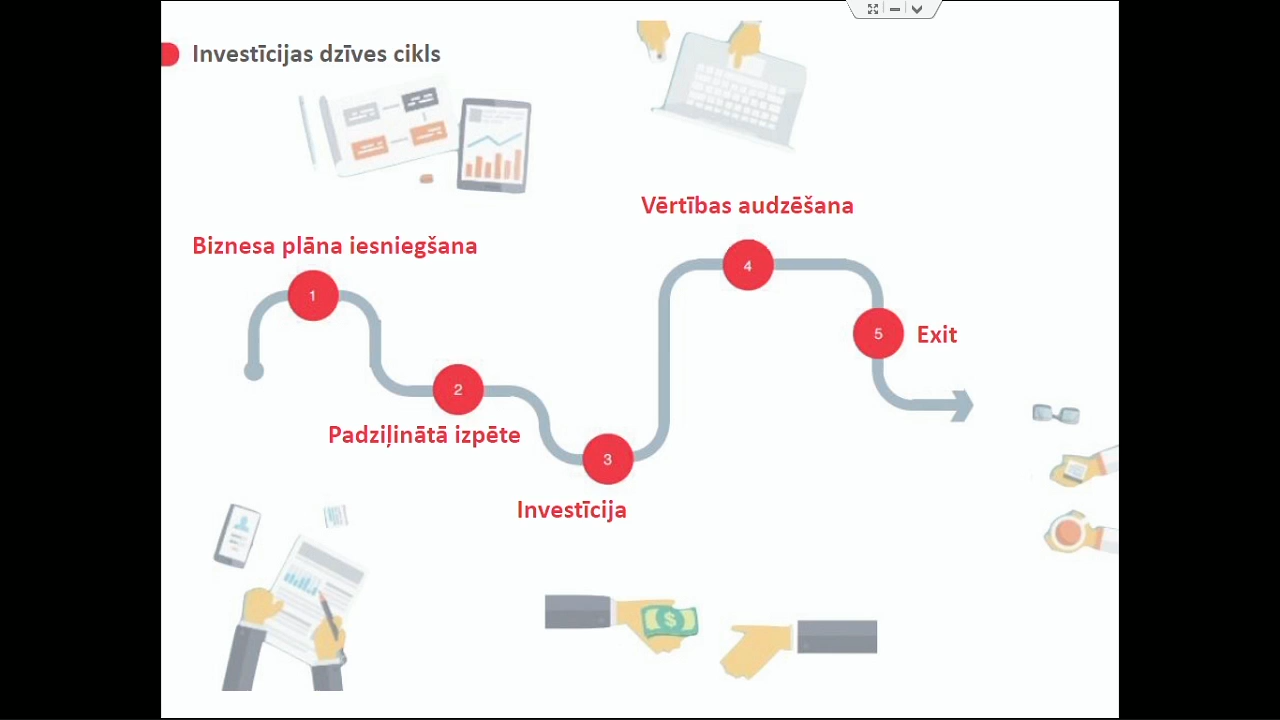 Investīcijas dzīves cikls
Vērtības audzēšana
Biznesa plāna iesniegšana
4
1
5
Exit
2
Padziļinātā izpēte
3
Investīcija
$